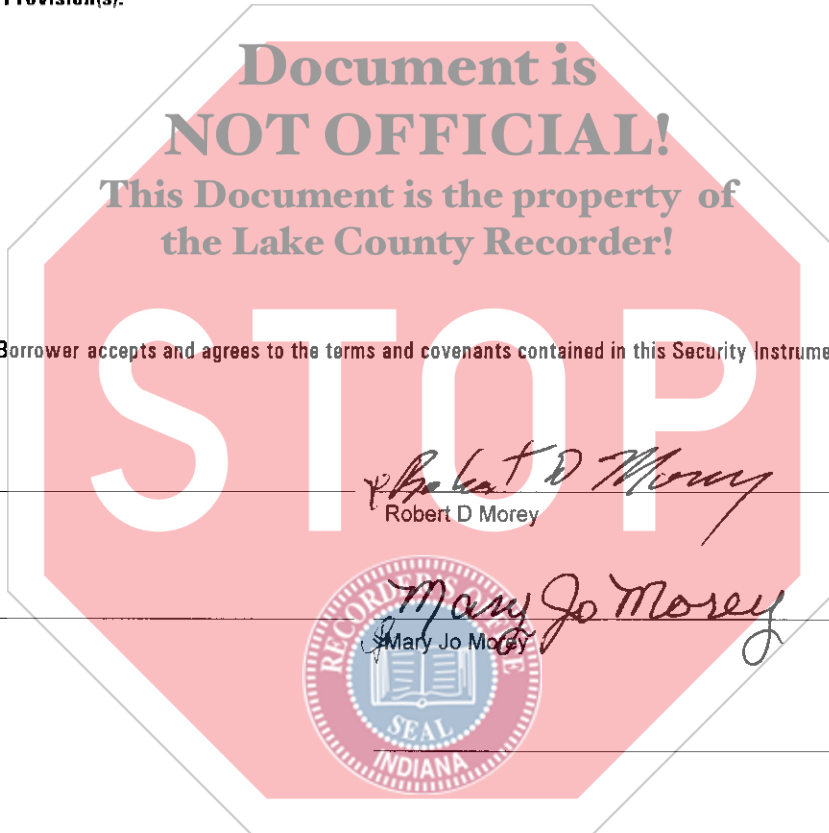 Provision(s).
Document is
NOT OFFICIAL!
This Document is the property of
the Lake County Recorder!
STOP
Borrower accepts and agrees to the terms and covenants contained in this Security Instrume
Robert D Morey
Robert D Morey
Mary Jo Morey
Mary Jo Morey
RECORDER'S OFFICE
SEAL
INDIANA